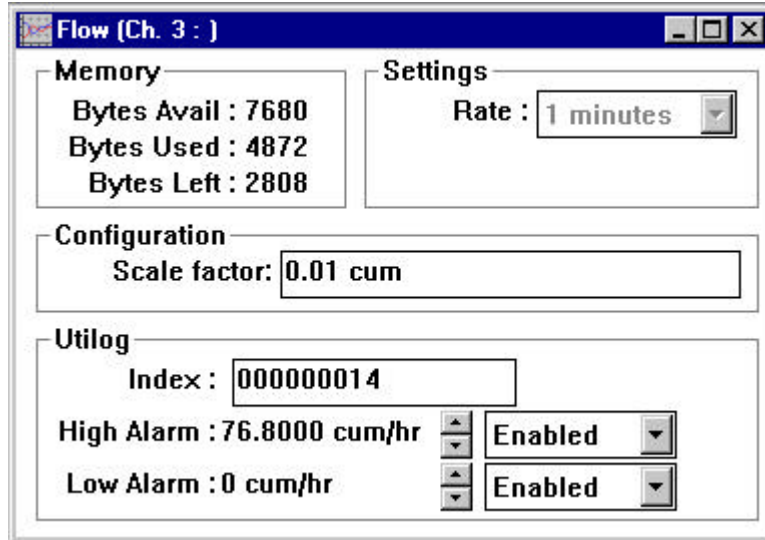 Flow (Ch. 3 : )
Memory
Bytes Avail : 7680
Bytes Used : 4872
Bytes Left : 2808
Settings
Rate : 1 minutes
Configuration
Scale factor: 0.01 cum
Utilog
Index : 000000014
High Alarm : 76.8000 cum/hr Enabled
Low Alarm : 0 cum/hr Enabled